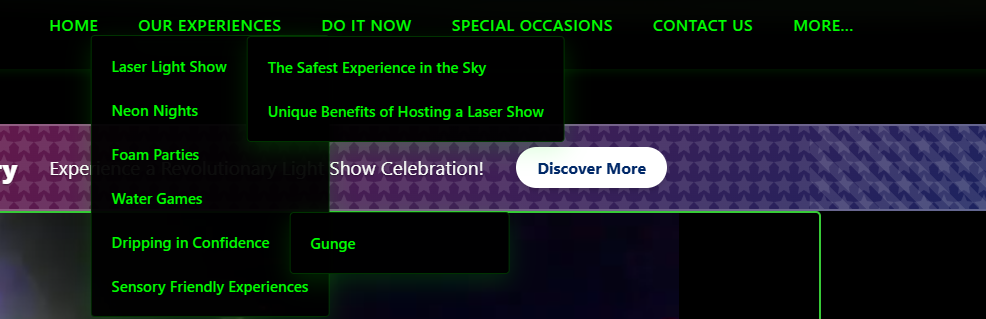 HOME OUR EXPERIENCES DO IT NOW SPECIAL OCCASIONS CONTACT US MORE...
Laser Light Show
The Safest Experience in the Sky
Neon Nights
Unique Benefits of Hosting a Laser Show
Foam Parties
ry Experience a Revolutionary Light Show Celebration! Discover More
Water Games
Dripping in Confidence
Gunge
Sensory Friendly Experiences